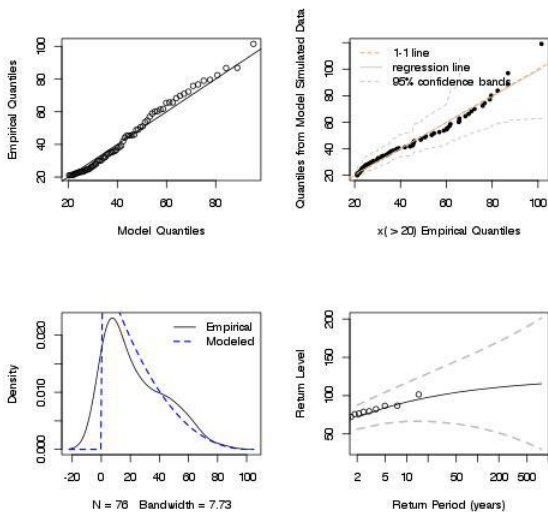 Empirical Quantiles
20 40 60 80 100
20 40 60 80
Model Quantiles
Quantiles from Model Simulated Data
20 40 60 80 100
1-1 line
regression line
95% confidence bands
20 40 60 80 100
x( > 20) Empirical Quantiles
Density
0.000 0.010 0.020
Empirical
Modeled
-20 0 20 40 60 80 100
N = 76 Bandwidth = 7.73
Return Level
50 100 150 200
2 5 10 50 200 500
Return Period (years)